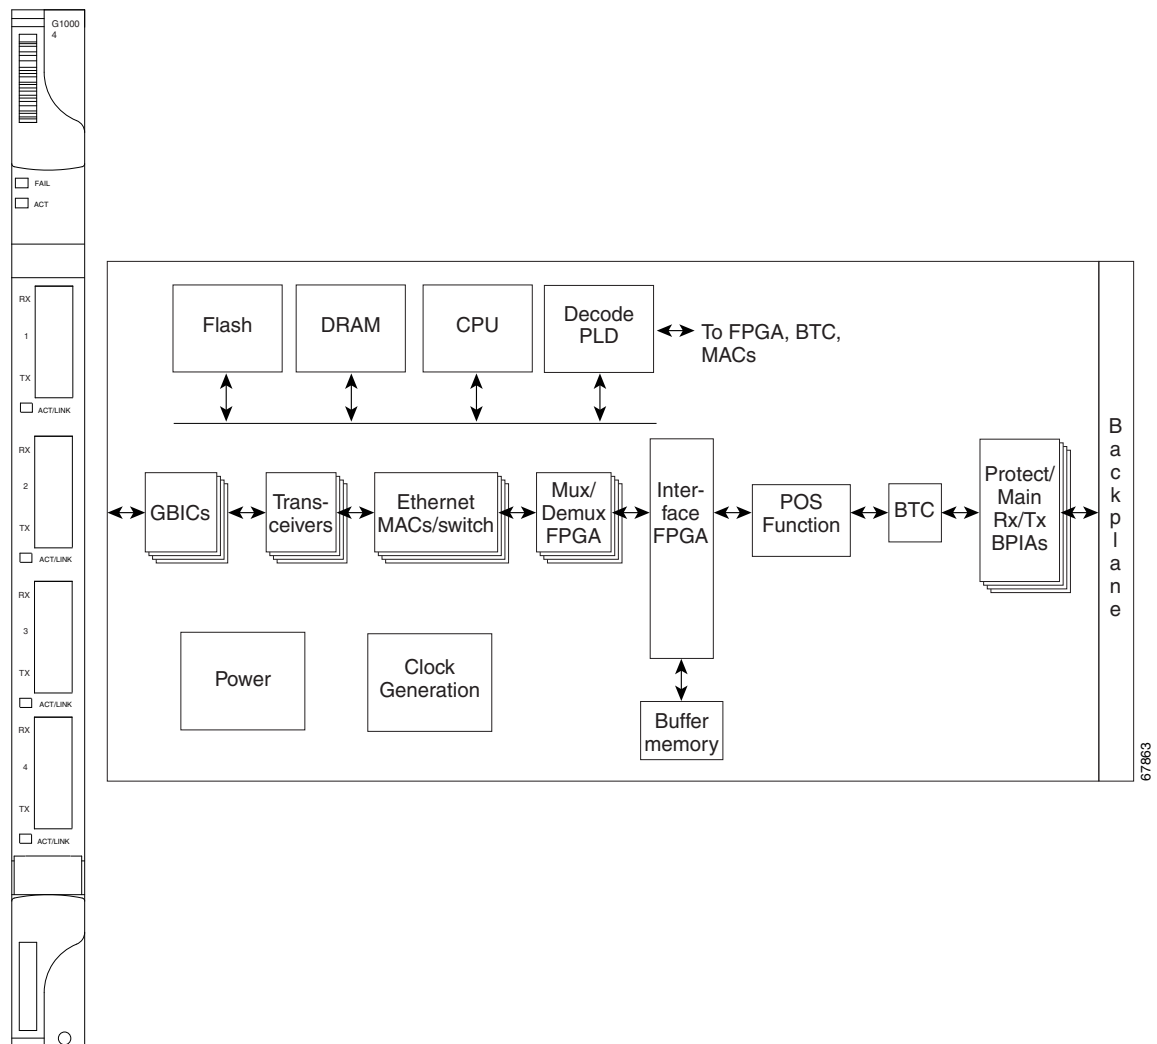 G1000
4
FAIL
ACT
RX
1
TX
ACT/LINK
RX
2
TX
ACT/LINK
RX
3
TX
ACT/LINK
RX
4
TX
ACT/LINK
Flash
DRAM
CPU
Decode
PLD
To FPGA, BTC,
MACs
GBICs
Trans-
ceivers
Ethernet
MACs/switch
Mux/
Demux
FPGA
Inter-
face
FPGA
POS
Function
BTC
Protect/
Main
Rx/Tx
BPIAs
Backplane
Power
Clock
Generation
Buffer
memory
67863